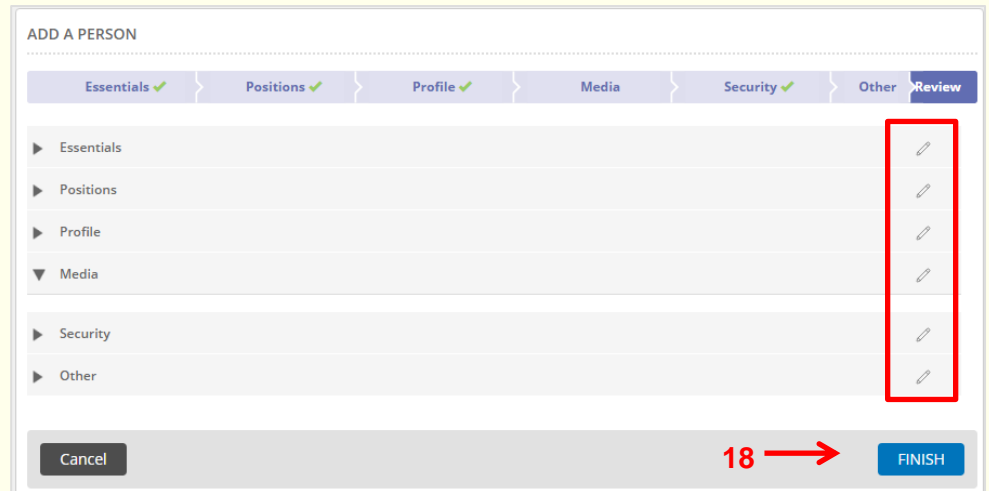 ADD A PERSON
Essentials Positions Profile Media Security Other Review
Essentials
Positions
Profile
Media
Security
Other
Cancel 18 FINISH